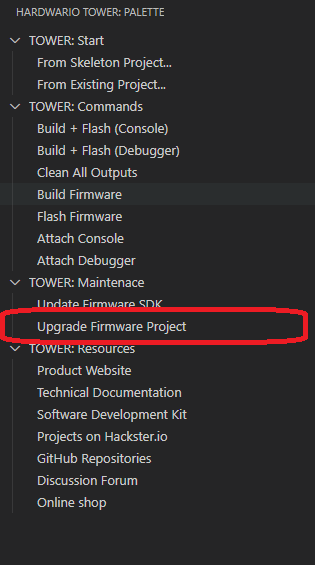 HARDWARIO TOWER: PALETTE
TOWER: Start
From Skeleton Project...
From Existing Project...
TOWER: Commands
Build + Flash (Console)
Build + Flash (Debugger)
Clean All Outputs
Build Firmware
Flash Firmware
Attach Console
Attach Debugger
TOWER: Maintenace
Update Firmware SDK
Upgrade Firmware Project
TOWER: Resources
Product Website
Technical Documentation
Software Development Kit
Projects on Hackster.io
GitHub Repositories
Discussion Forum
Online shop